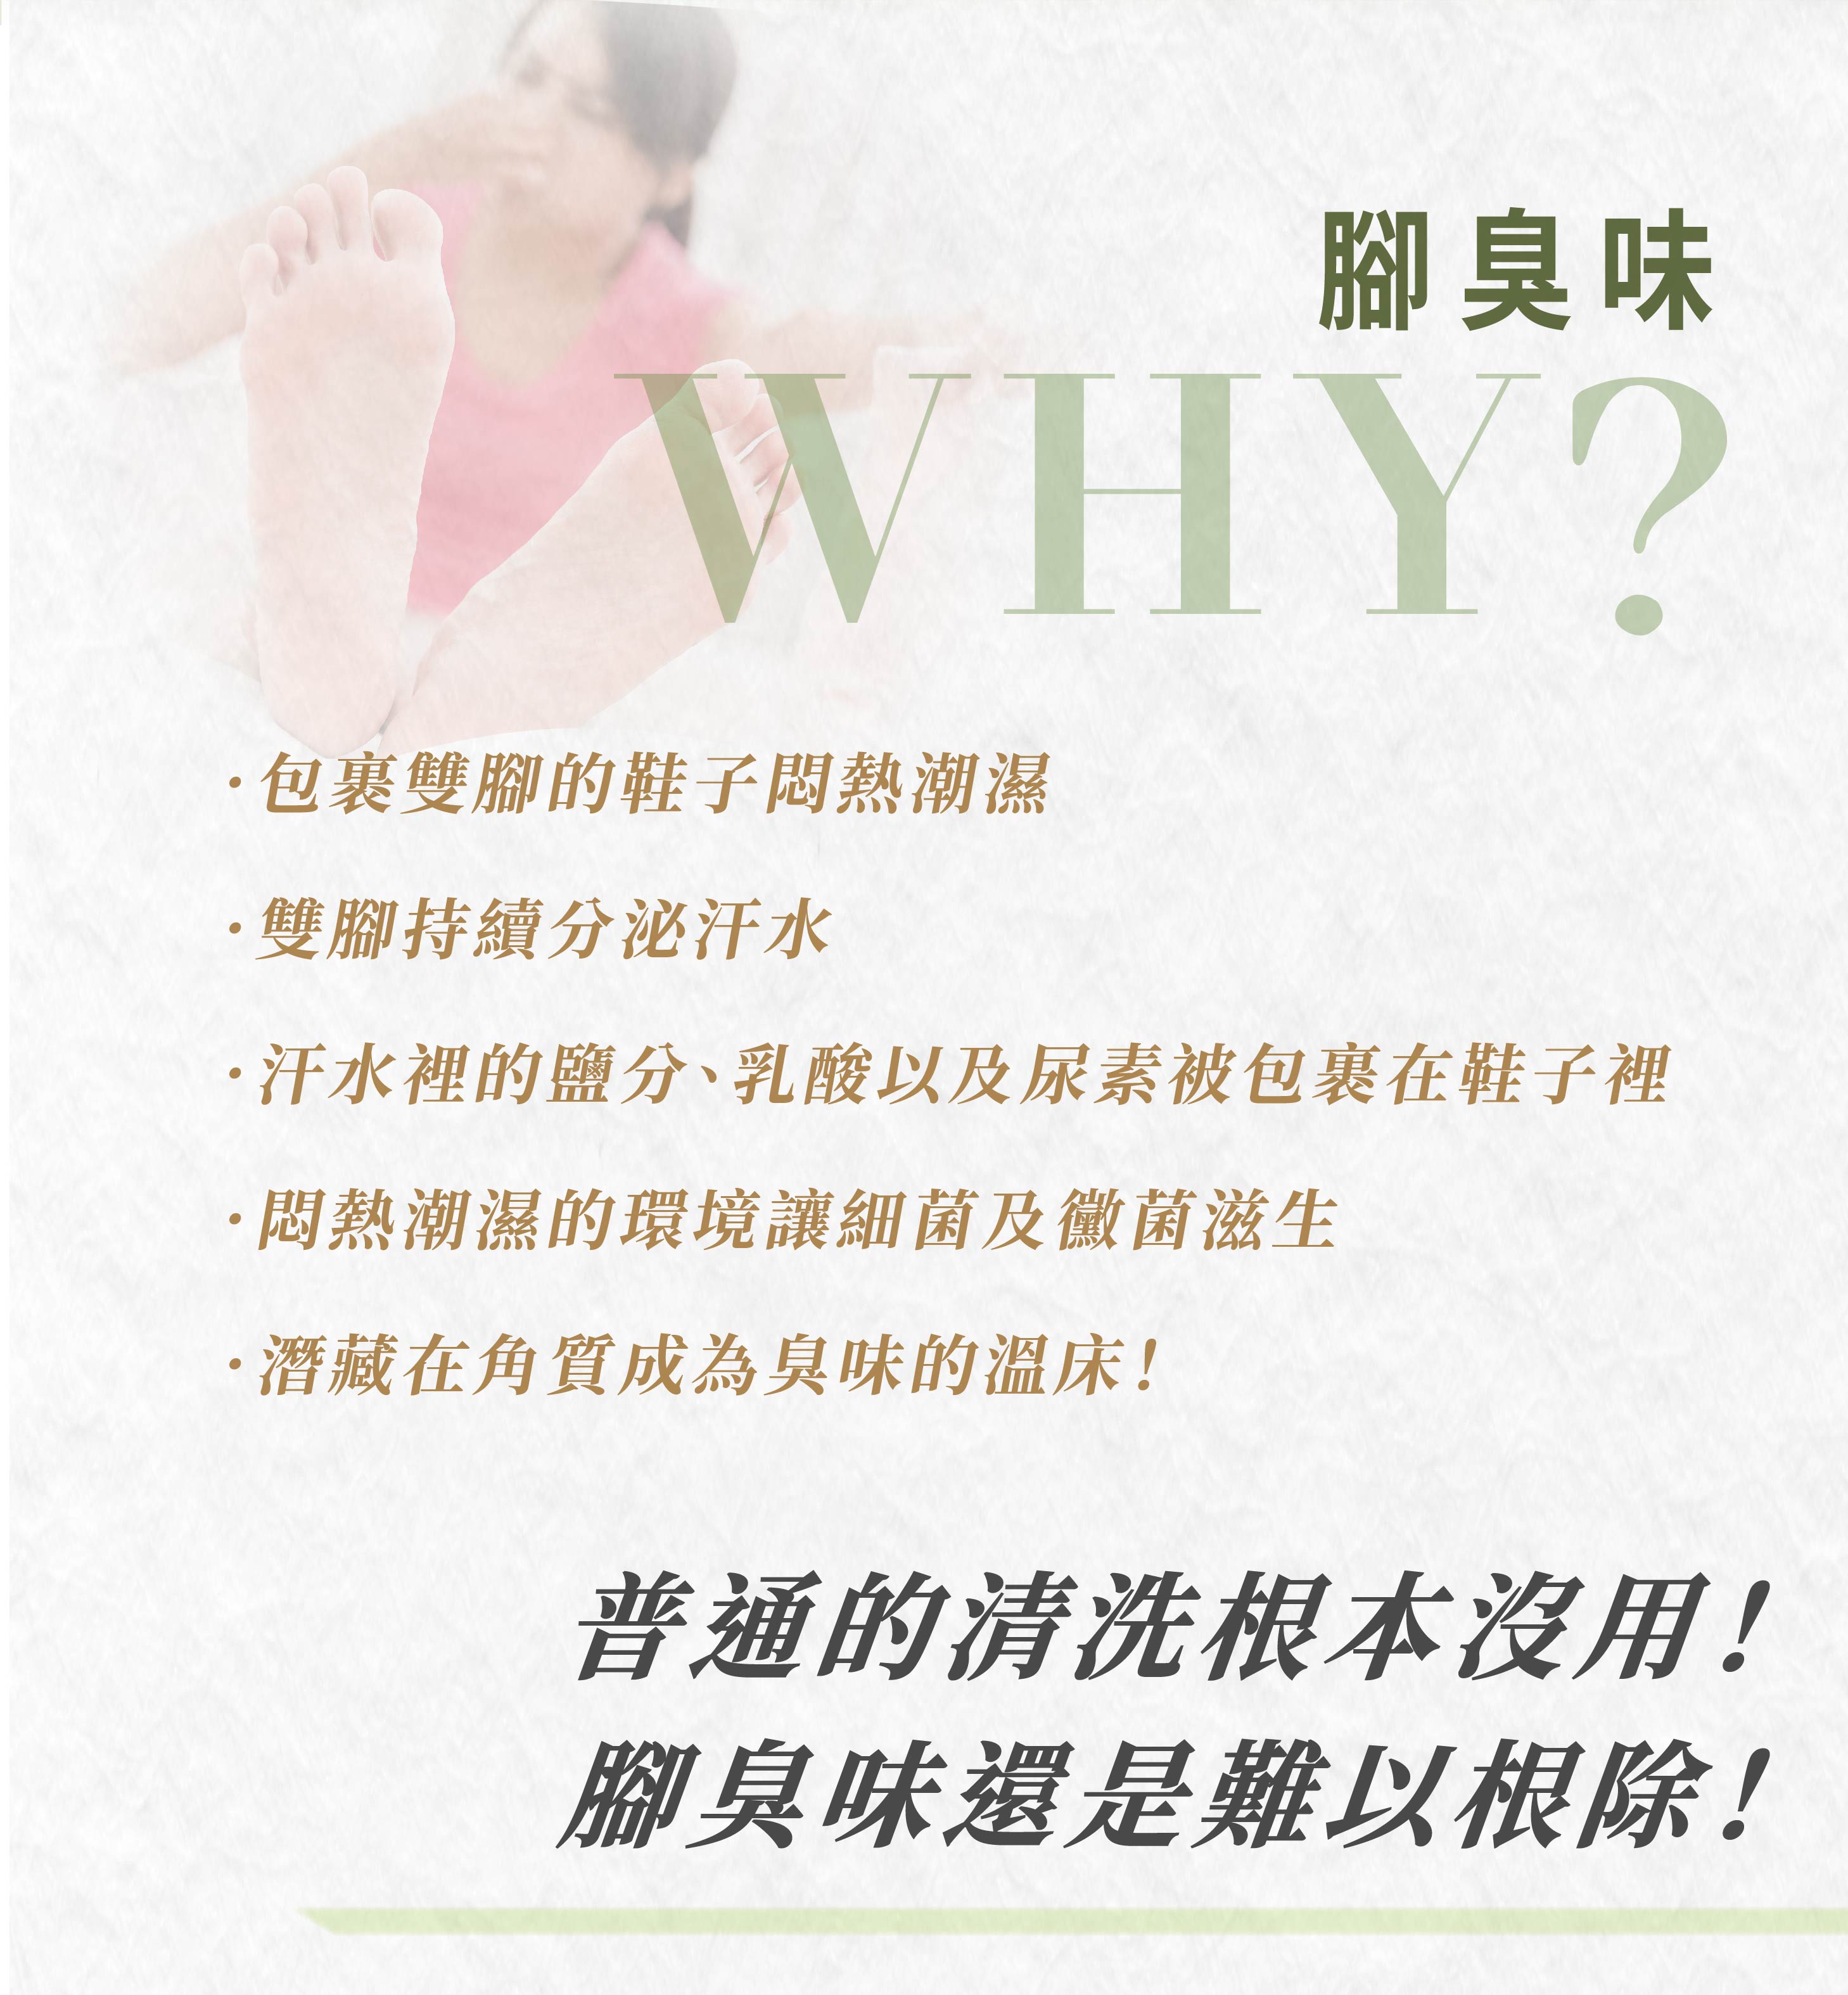 腳臭味
WHY?
·包裹雙腳的鞋子悶熱潮濕
·雙腳持續分泌汗水
·汗水裡的鹽分、乳酸以及尿素被包裹在鞋子裡
·悶熱潮濕的環境讓細菌及黴菌滋生
·潛藏在角質成為臭味的溫床！
普通的清洗根本沒用！
腳臭味還是難以根除！